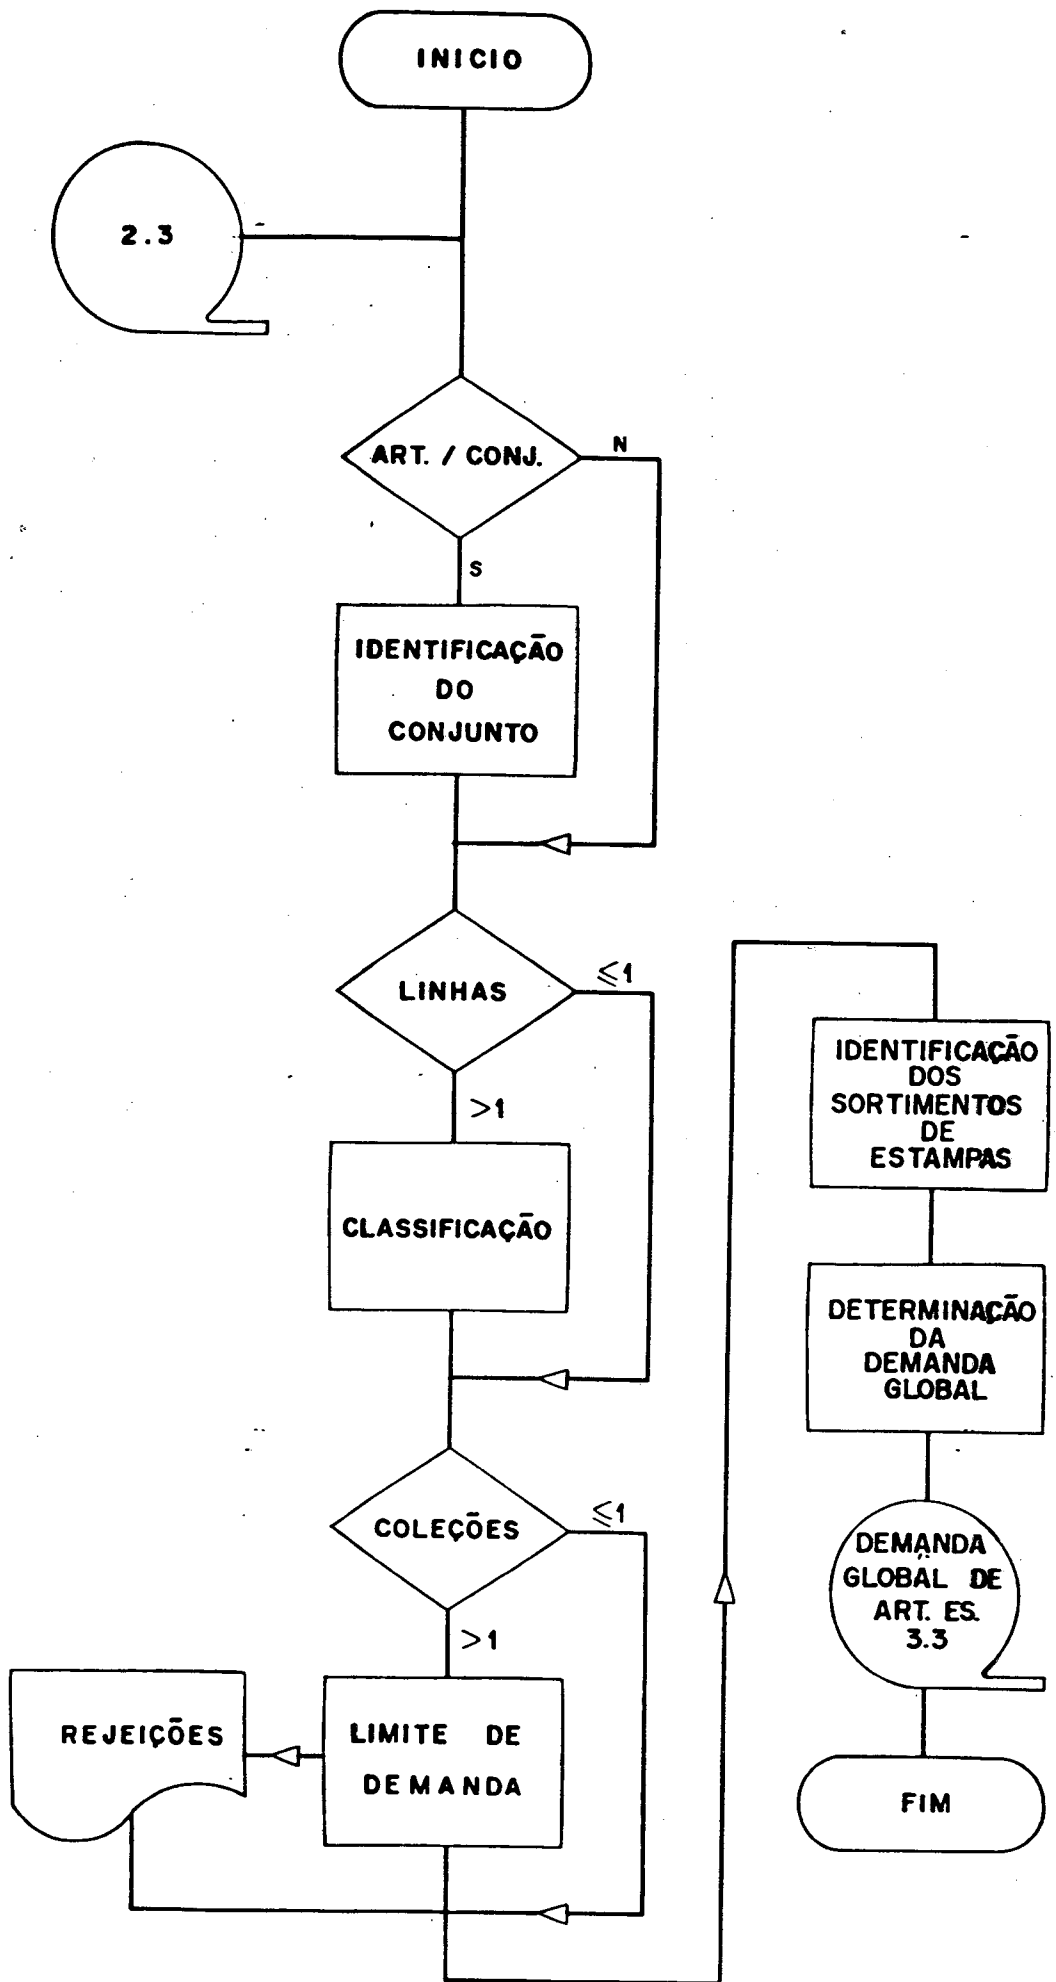 INICIO
2.3
ART. / CONJ.
N
S
IDENTIFICAÇÃO
DO
CONJUNTO
LINHAS
≤1
>1
CLASSIFICAÇÃO
COLEÇÕES
≤1
>1
LIMITE DE
DEMANDA
REJEIÇÕES
IDENTIFICAÇÃO
DOS
SORTIMENTOS
DE
ESTAMPAS
DETERMINAÇÃO
DA
DEMANDA
GLOBAL
DEMANDA
GLOBAL DE
ART. ES.
3.3
FIM